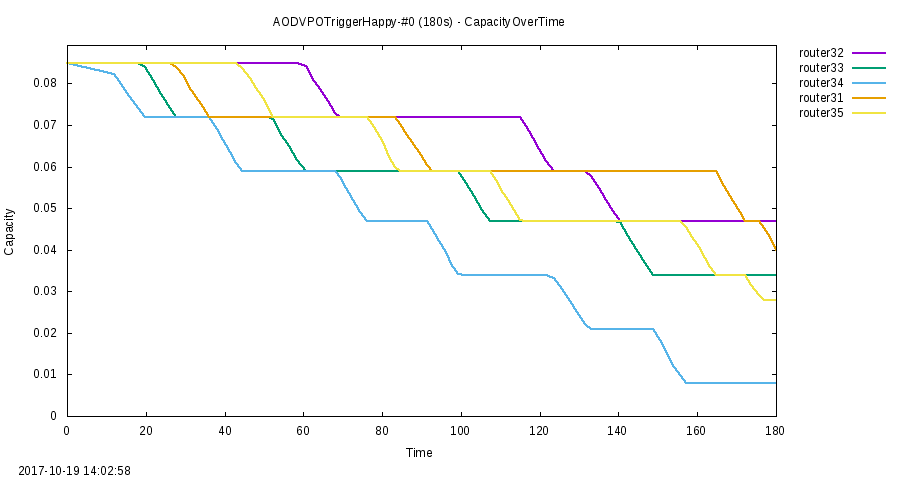 AODVPOTriggerHappy-#0 (180s) - CapacityOverTime
router32
router33
router34
router31
router35
Capacity
0.08
0.07
0.06
0.05
0.04
0.03
0.02
0.01
0
0 20 40 60 80 100 120 140 160 180
Time
2017-10-19 14:02:58